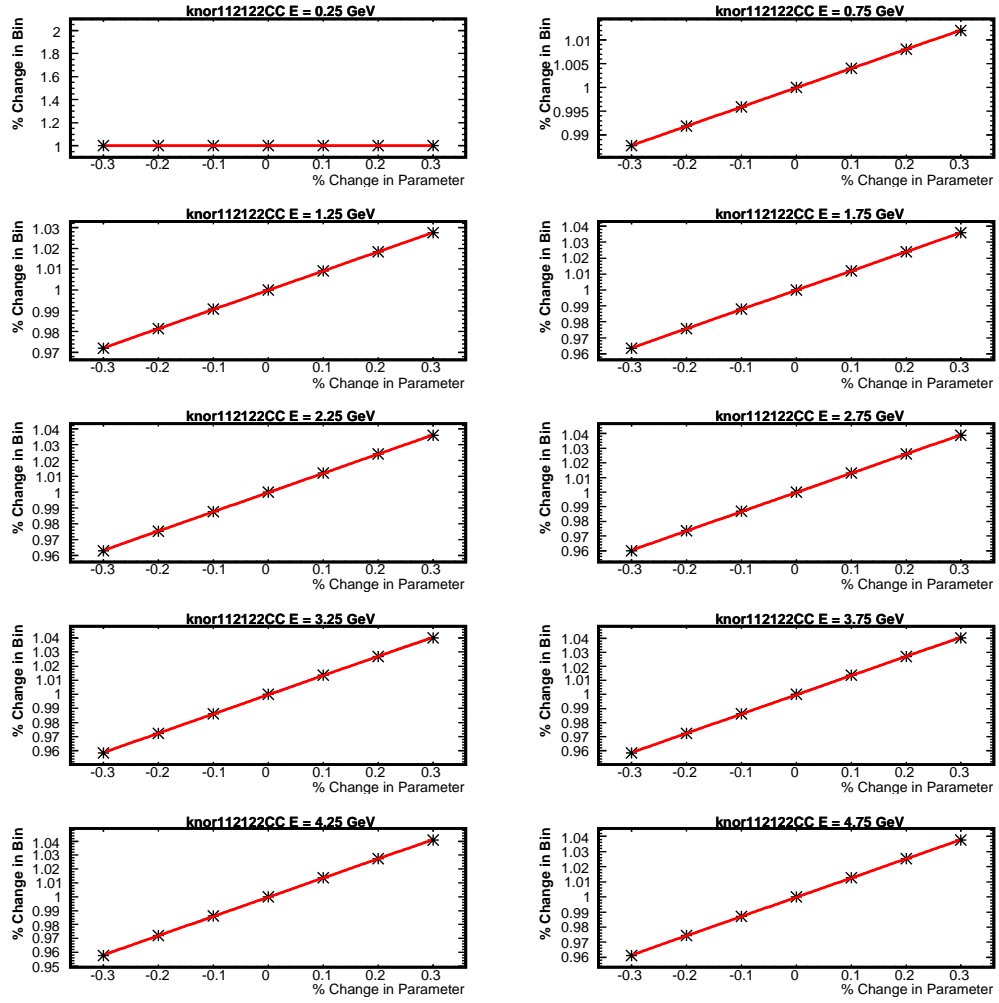 knor112122CC E = 0.25 GeV
% Change in Bin
2
1.8
1.6
1.4
1.2
1
-0.3 -0.2 -0.1 0 0.1 0.2 0.3
% Change in Parameter
knor112122CC E = 0.75 GeV
% Change in Bin
1.01
1.005
1
0.995
0.99
-0.3 -0.2 -0.1 0 0.1 0.2 0.3
% Change in Parameter
knor112122CC E = 1.25 GeV
% Change in Bin
1.03
1.02
1.01
1
0.99
0.98
0.97
-0.3 -0.2 -0.1 0 0.1 0.2 0.3
% Change in Parameter
knor112122CC E = 1.75 GeV
% Change in Bin
1.04
1.03
1.02
1.01
1
0.99
0.98
0.97
0.96
-0.3 -0.2 -0.1 0 0.1 0.2 0.3
% Change in Parameter
knor112122CC E = 2.25 GeV
% Change in Bin
1.04
1.03
1.02
1.01
1
0.99
0.98
0.97
0.96
-0.3 -0.2 -0.1 0 0.1 0.2 0.3
% Change in Parameter
knor112122CC E = 2.75 GeV
% Change in Bin
1.04
1.03
1.02
1.01
1
0.99
0.98
0.97
0.96
-0.3 -0.2 -0.1 0 0.1 0.2 0.3
% Change in Parameter
knor112122CC E = 3.25 GeV
% Change in Bin
1.04
1.03
1.02
1.01
1
0.99
0.98
0.97
0.96
-0.3 -0.2 -0.1 0 0.1 0.2 0.3
% Change in Parameter
knor112122CC E = 3.75 GeV
% Change in Bin
1.04
1.03
1.02
1.01
1
0.99
0.98
0.97
0.96
-0.3 -0.2 -0.1 0 0.1 0.2 0.3
% Change in Parameter
knor112122CC E = 4.25 GeV
% Change in Bin
1.04
1.03
1.02
1.01
1
0.99
0.98
0.97
0.96
0.95
-0.3 -0.2 -0.1 0 0.1 0.2 0.3
% Change in Parameter
knor112122CC E = 4.75 GeV
% Change in Bin
1.04
1.03
1.02
1.01
1
0.99
0.98
0.97
0.96
-0.3 -0.2 -0.1 0 0.1 0.2 0.3
% Change in Parameter